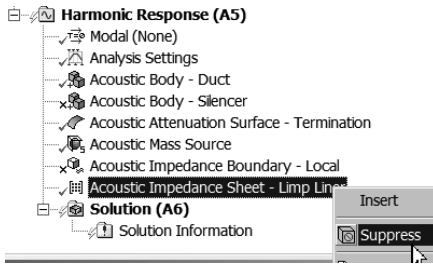 Harmonic Response (A5)
Modal (None)
Analysis Settings
Acoustic Body - Duct
Acoustic Body - Silencer
Acoustic Attenuation Surface - Termination
Acoustic Mass Source
Acoustic Impedance Boundary - Local
Acoustic Impedance Sheet - Limp Liner
Insert
Suppress
Solution (A6)
Solution Information